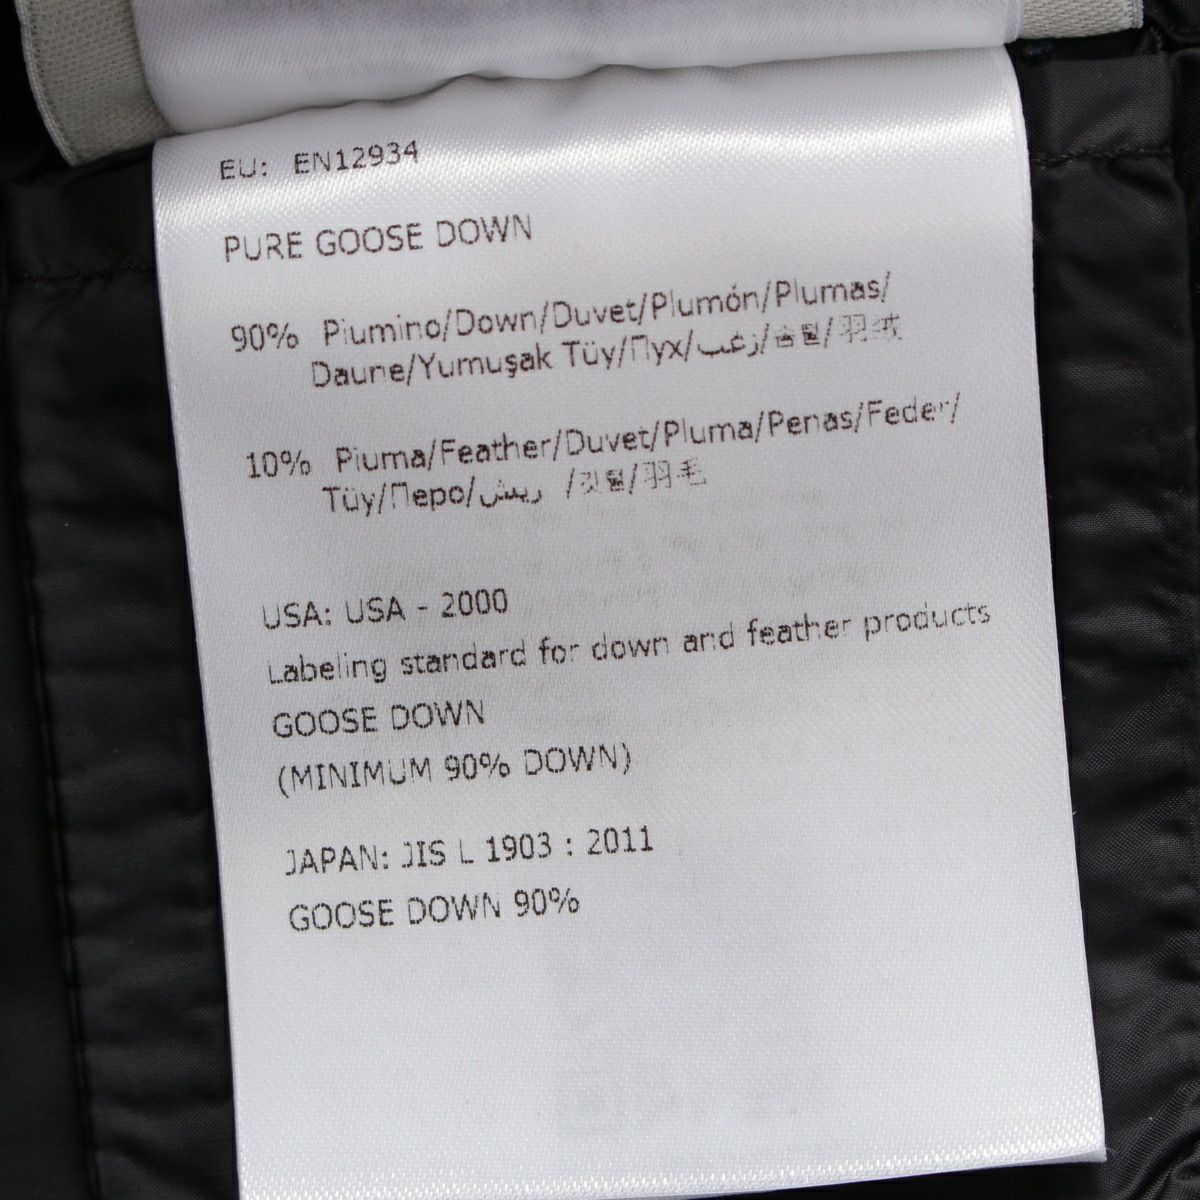 EU: EN12934
PURE GOOSE DOWN
90% Piumino/Down/Duvet/Plumón/Plumas/
Daune/Yumuşak Tüy/Пух/زغب/솜털/羽绒
10% Piuma/Feather/Duvet/Pluma/Penas/Feder/
Tüy/Перо/ريش /깃털/羽毛
USA: USA - 2000
Labeling standard for down and feather products
GOOSE DOWN
(MINIMUM 90% DOWN)
JAPAN: JIS L 1903 : 2011
GOOSE DOWN 90%